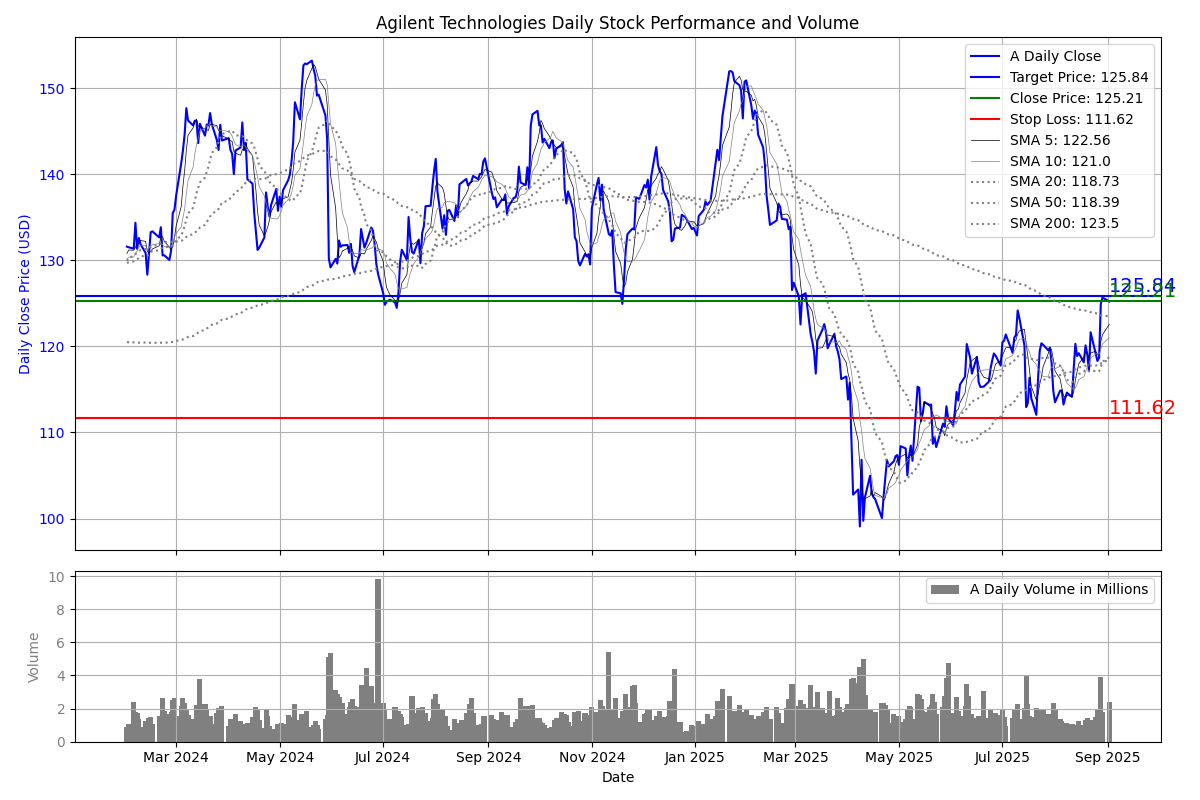 Agilent Technologies Daily Stock Performance and Volume
Daily Close Price (USD)
150
140
130
120
110
100
A Daily Close
Target Price: 125.84
Close Price: 125.21
Stop Loss: 111.62
SMA 5: 122.56
SMA 10: 121.0
SMA 20: 118.73
SMA 50: 118.39
SMA 200: 123.5
125.84
125.21
111.62
Volume
10
8
6
4
2
0
A Daily Volume in Millions
Mar 2024
May 2024
Jul 2024
Sep 2024
Nov 2024
Jan 2025
Mar 2025
May 2025
Jul 2025
Sep 2025
Date